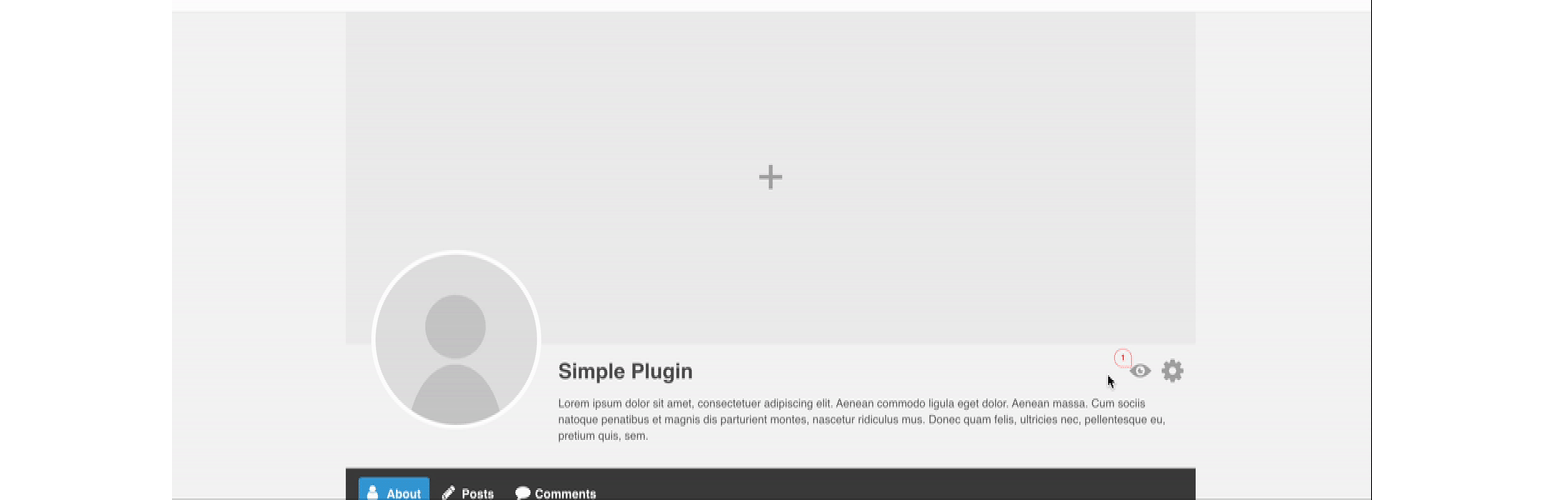 1
Simple Plugin
Lorem ipsum dolor sit amet, consectetuer adipiscing elit. Aenean commodo ligula eget dolor. Aenean massa. Cum sociis
natoque penatibus et magnis dis parturient montes, nascetur ridiculus mus. Donec quam felis, ultricies nec, pellentesque eu,
pretium quis, sem.
About Posts Comments